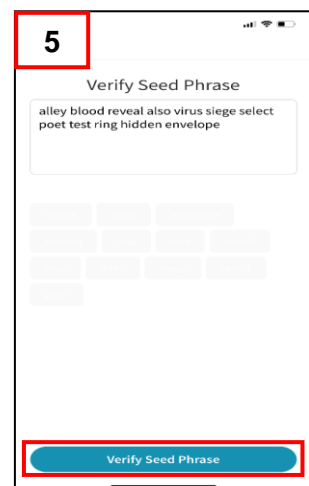 5
Verify Seed Phrase
alley blood reveal also virus siege select
poet test ring hidden envelope
Verify Seed Phrase